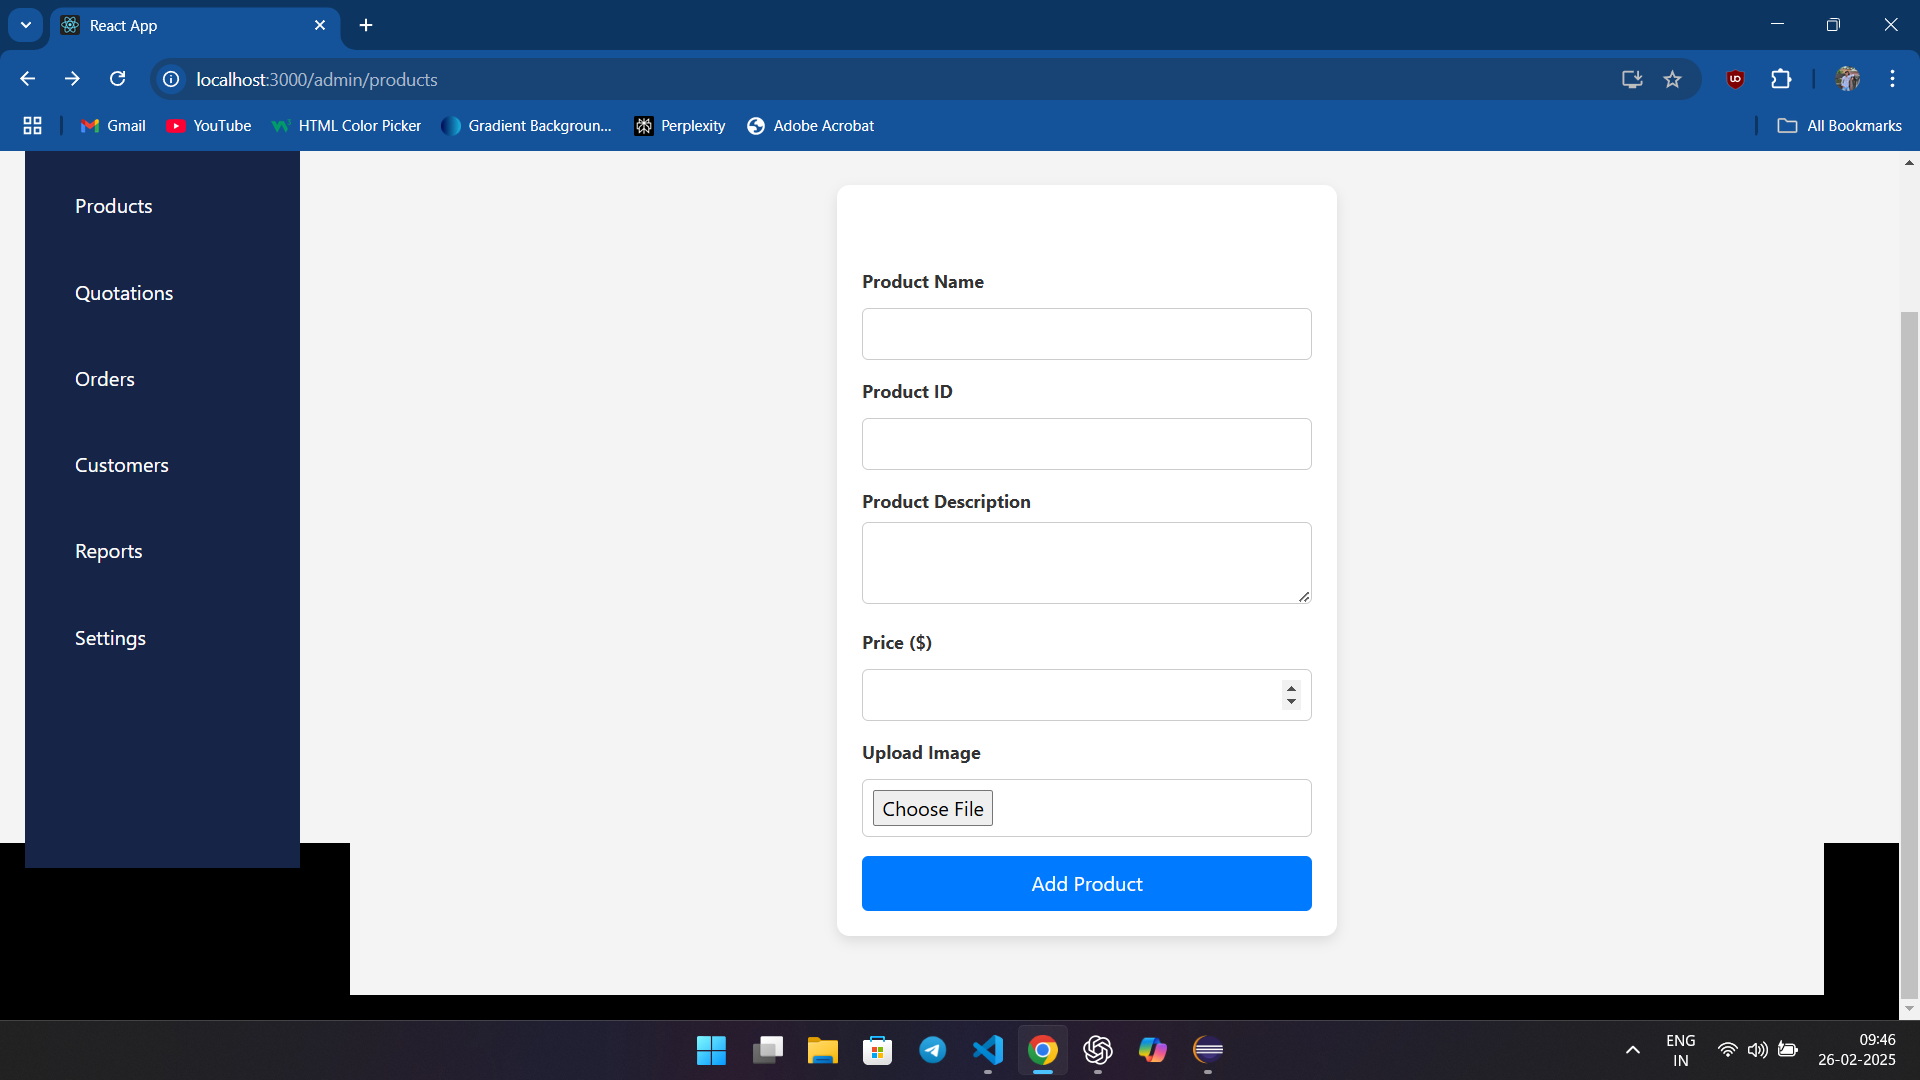 React App
localhost:3000/admin/products
Gmail
YouTube
HTML Color Picker
Gradient Backgroun...
Perplexity
Adobe Acrobat
All Bookmarks
Products
Quotations
Orders
Customers
Reports
Settings
Product Name
Product ID
Product Description
Price ($)
Upload Image
Choose File
Add Product
ENG
IN
09:46
26-02-2025